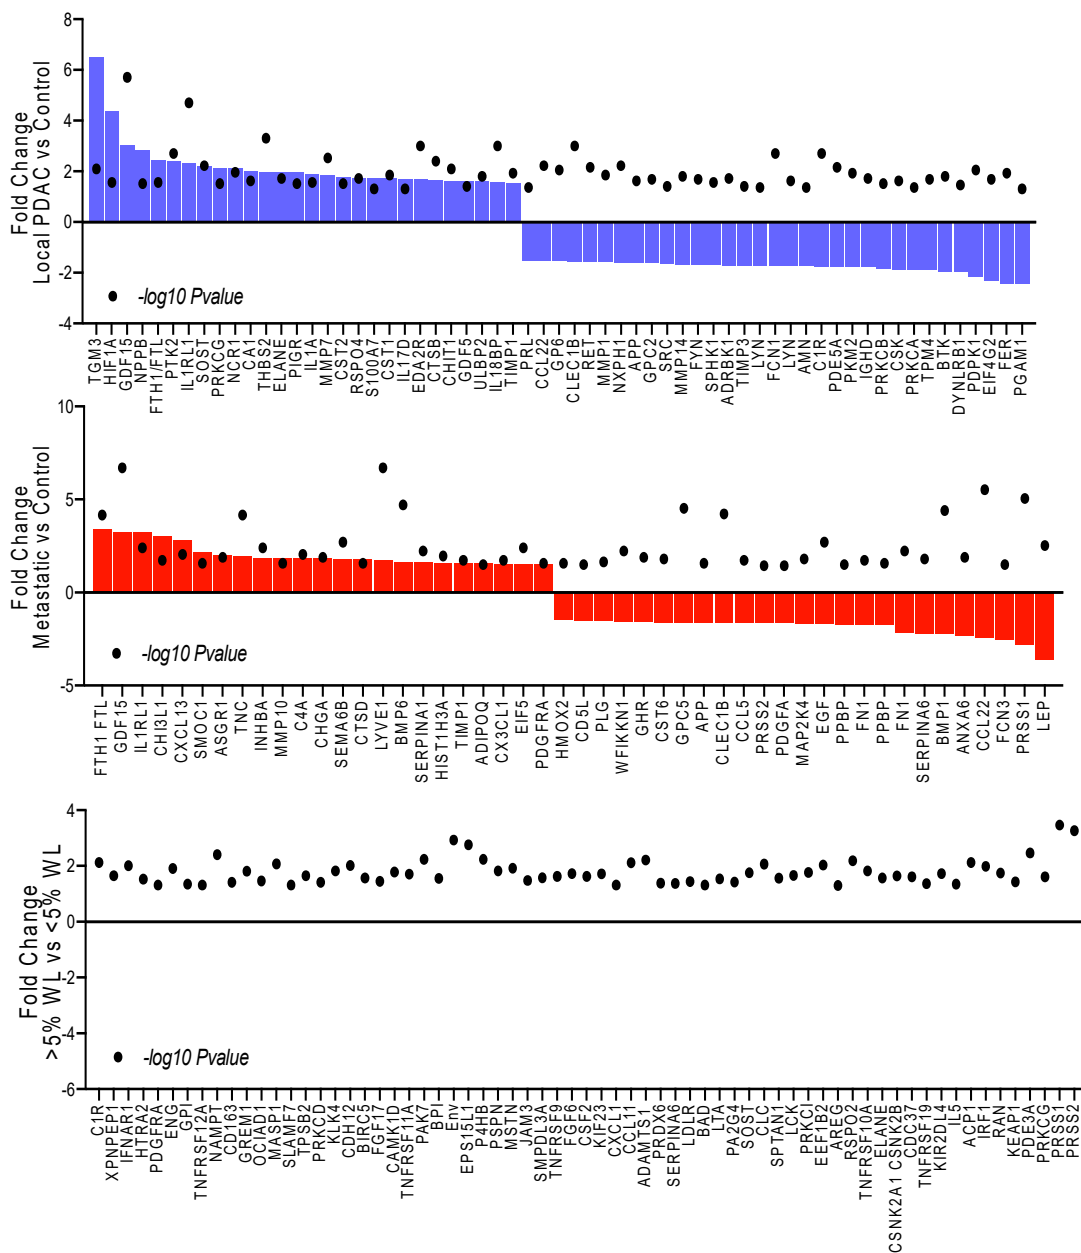 8
6
4
2
0
-2
-4
Fold Change
Local PDAC vs Control
-log10 Pvalue
TGM3
HIF1A
GDF15
NPPB
FTH1/FTL
PTK2
IL1RL1
SOST
PRKCG
NCR1
CA1
THBS2
ELANE
PIGR
IL1A
MMP7
CST2
RSPO4
S100A7
CST1
IL17D
EDA2R
CTSB
CHIT1
GDF5
ULBP2
IL18BP
TIMP1
PRL
CCL22
GP6
CLEC1B
RET
MMP1
NXPH1
APP
GPC2
SRC
MMP14
FYN
SPHK1
ADRBK1
TIMP3
LYN
FCN1
LYN
AMN
C1R
PDE5A
PKM2
IGHD
PRKCB
CSK
PRKCA
TPM4
BTK
DYNLRB1
PDPK1
EIF4G2
FER
PGAM1
10
5
0
-5
Fold Change
Metastatic vs Control
-log10 Pvalue
FTH1 FTL
GDF15
IL1RL1
CHI3L1
CXCL13
SMOC1
ASGR1
TNC
INHBA
MMP10
C4A
CHGA
SEMA6B
CTSD
LYVE1
BMP6
SERPINA1
HIST1H3A
TIMP1
ADIPOQ
CX3CL1
EIF5
PDGFRA
HMOX2
CD5L
PLG
WFIKKN1
GHR
CST6
GPC5
APP
CLEC1B
CCL5
PRSS2
PDGFA
MAP2K4
EGF
PPBP
FN1
PPBP
FN1
SERPINA6
BMP1
ANXA6
CCL22
FCN3
PRSS1
LEP
4
2
0
-2
-4
-6
Fold Change
>5% WL vs <5% WL
-log10 Pvalue
C1R
XPNPEP1
IFNAR1
HTRA2
PDGFRA
ENG
GPI
TNFRSF12A
NAMPT
CD163
GREM1
OCIAD1
MASP1
SLAMF7
TPSB2
PRKCD
KLK4
CDH12
BIRC5
FGF17
CAMK1D
TNFRSF11A
PAK7
BPI
Env
EPS15L1
P4HB
PSPN
MSTN
JAM3
SMPDL3A
TNFRSF9
FGF6
CSF2
KIF23
CXCL1
CCL11
ADAMTS1
PRDX6
SERPINA6
LDLR
BAD
LTA
PA2G4
SOST
CLC
SPTAN1
LCK
PRKCI
EEF1B2
AREG
RSPO2
TNFRSF10A
ELANE
CSNK2A1 CSNK2B
CDC37
TNFRSF19
KIR2DL4
IL5
ACP1
IRF1
RAN
KEAP1
PDE3A
PRKCG
PRSS1
PRSS2